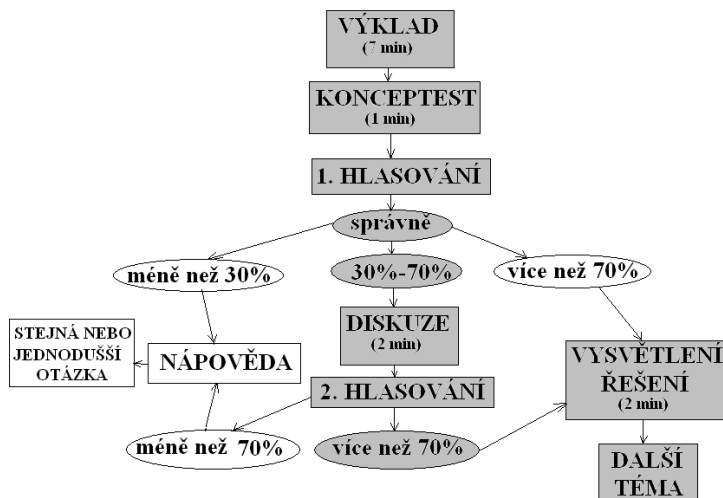 VÝKLAD
(7 min)
KONCEPTEST
(1 min)
1. HLASOVÁNÍ
správně
méně než 30%
30%-70%
více než 70%
DISKUZE
(2 min)
STEJNÁ NEBO
JEDNODUŠŠÍ
OTÁZKA
NÁPOVĚDA
VYSVĚTLENÍ
ŘEŠENÍ
(2 min)
2. HLASOVÁNÍ
méně než 70%
více než 70%
DALŠÍ
TÉMA